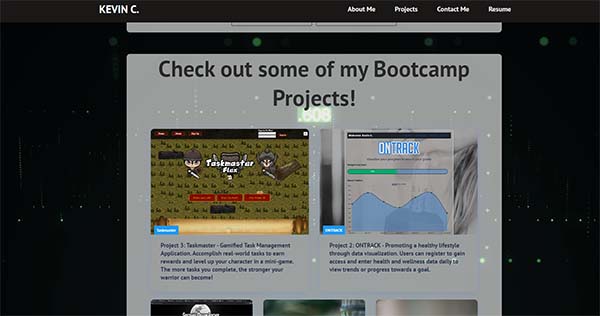 KEVIN C.
About Me
Projects
Contact Me
Resume
Check out some of my Bootcamp
Projects!
.608
Taskmaster
Flex
Taskmaster
ONTRACK
ONTRACK
Project 3: Taskmaster - Gamified Task Management
Application. Accomplish real-world tasks to earn
rewards and level up your character in a mini-game.
The more tasks you complete, the stronger your
warrior can become!
Project 2: ONTRACK - Promoting a healthy lifestyle
through data visualization. Users can register to gain
access and enter health and wellness data daily to
view trends or progress towards a goal.